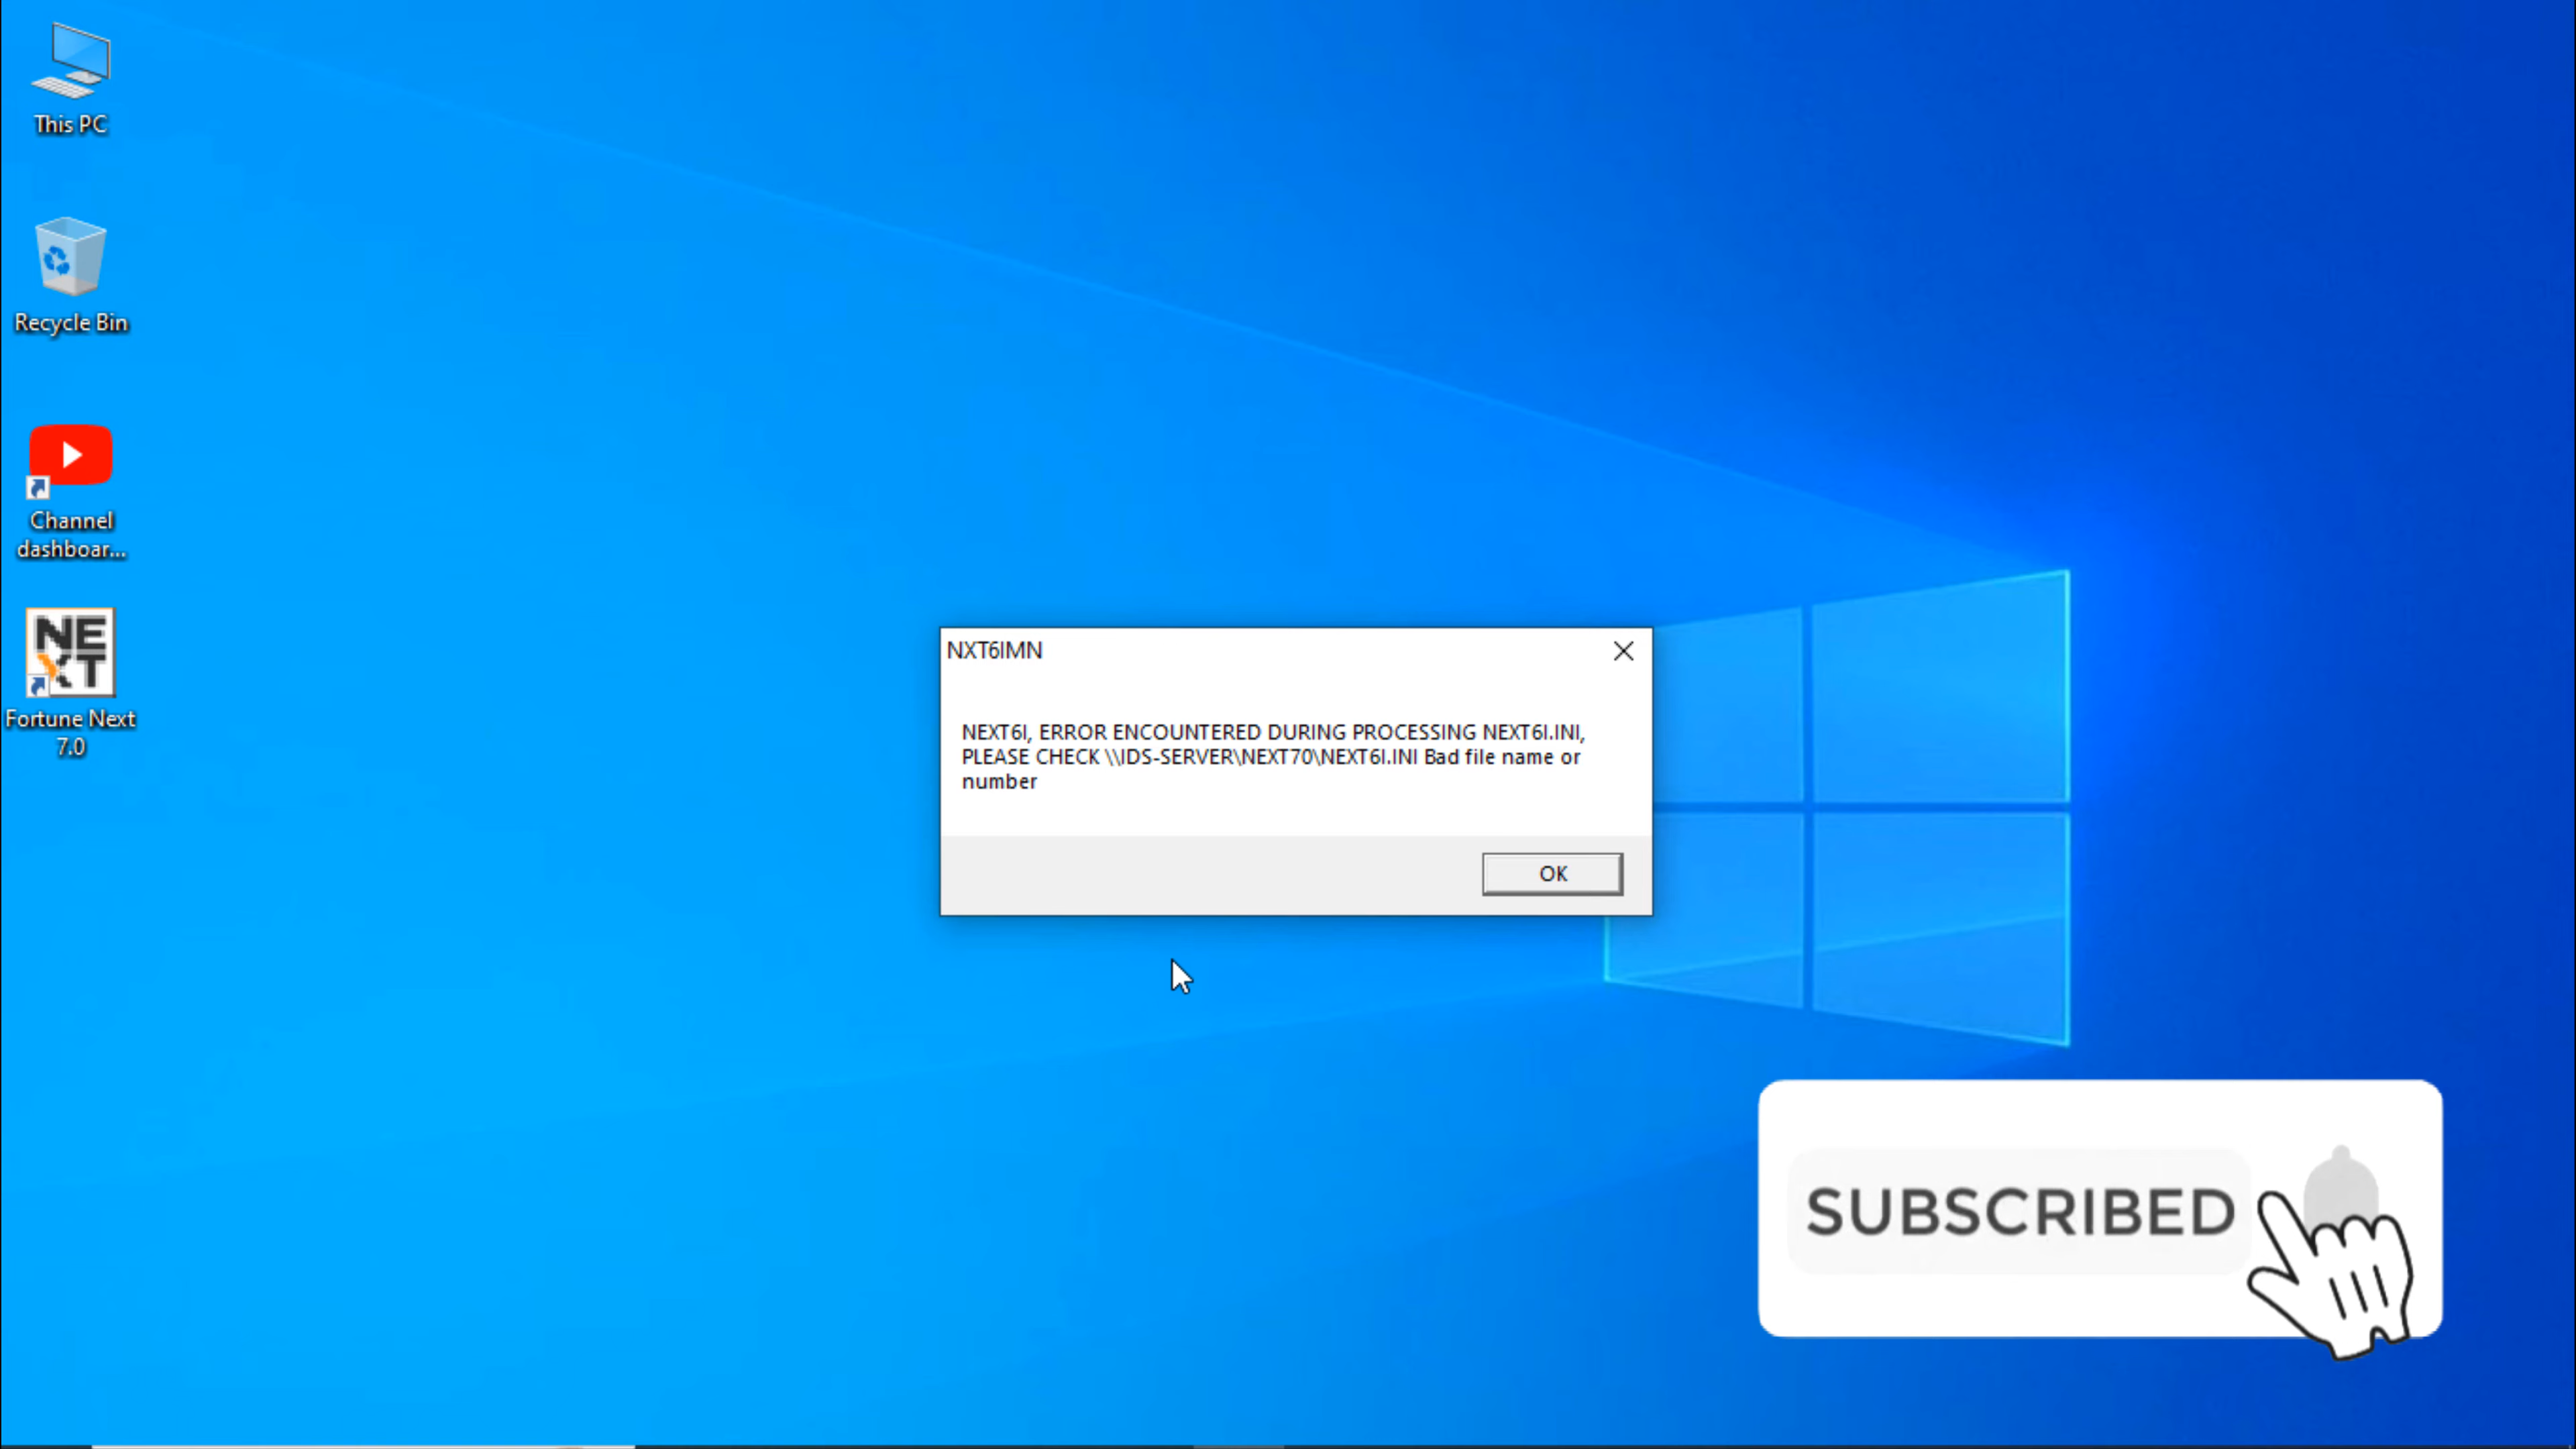 This PC
Recycle Bin
Channel
dashboar...
NE
XT
Fortune Next
7.0
NXT6IMN
NEXT6I, ERROR ENCOUNTERED DURING PROCESSING NEXT6I.INI,
PLEASE CHECK \\IDS-SERVER\NEXT70\NEXT6I.INI Bad file name or
number
OK
SUBSCRIBED